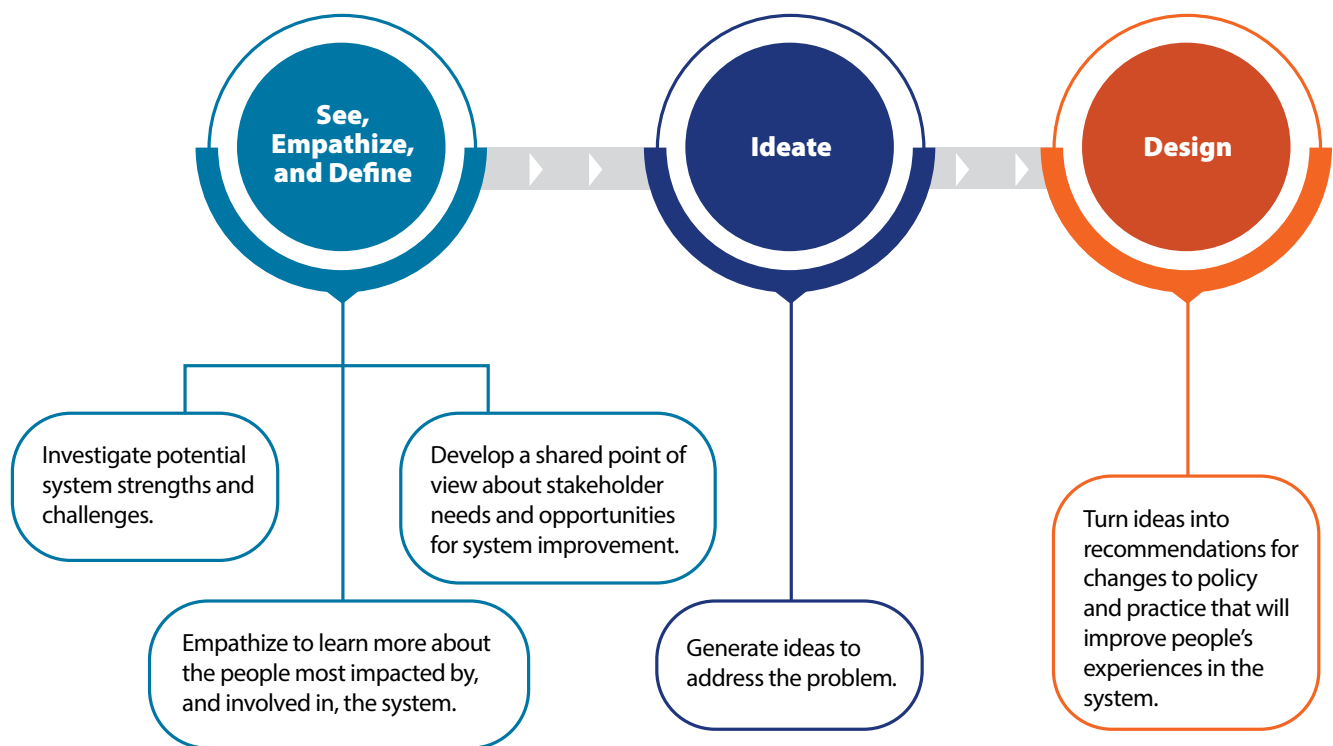 See,
Empathize,
and Define
Ideate
Design
Investigate potential
system strengths and
challenges.
Develop a shared point of
view about stakeholder
needs and opportunities
for system improvement.
Empathize to learn more about
the people most impacted by,
and involved in, the system.
Generate ideas to
address the problem.
Turn ideas into
recommendations for
changes to policy
and practice that will
improve people’s
experiences in the
system.